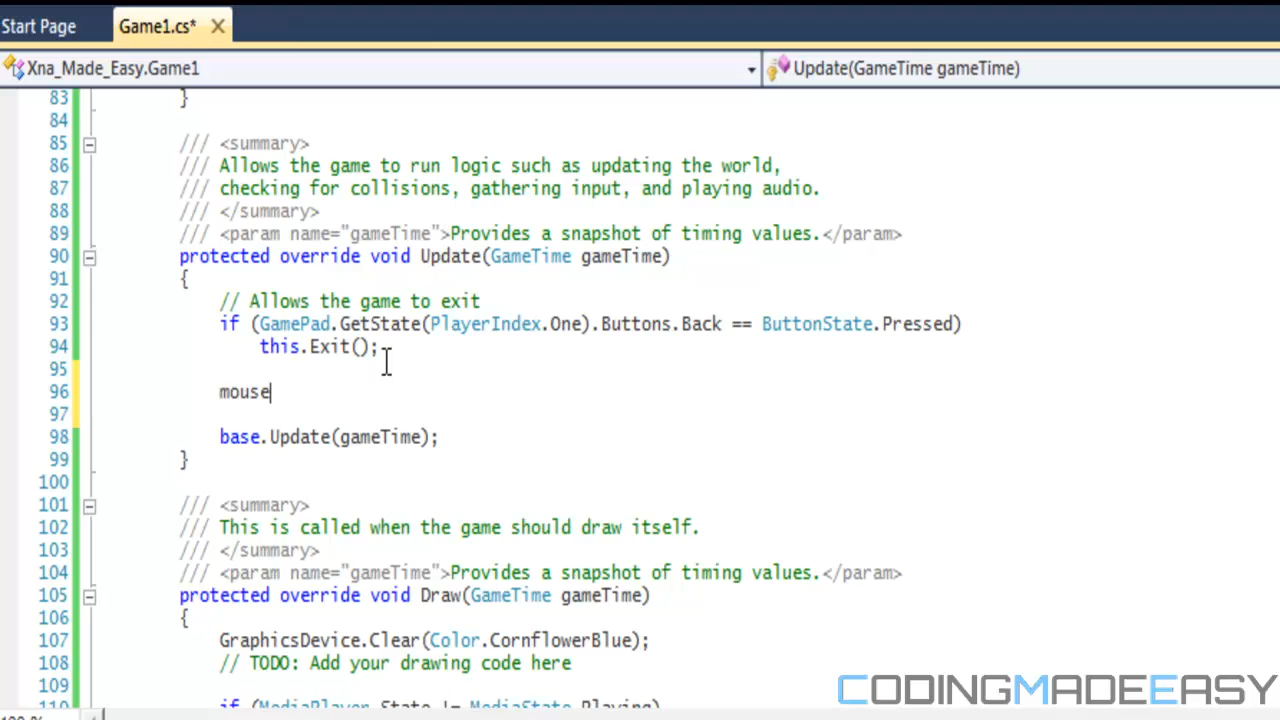 Start Page Game1.cs*
Xna_Made_Easy.Game1 Update(GameTime gameTime)
83 }
84
85 /// <summary>
86 /// Allows the game to run logic such as updating the world,
87 /// checking for collisions, gathering input, and playing audio.
88 /// </summary>
89 /// <param name="gameTime">Provides a snapshot of timing values.</param>
90 protected override void Update(GameTime gameTime)
91 {
92 // Allows the game to exit
93 if (GamePad.GetState(PlayerIndex.One).Buttons.Back == ButtonState.Pressed)
94 this.Exit();
95
96 mouse
97
98 base.Update(gameTime);
99 }
100
101 /// <summary>
102 /// This is called when the game should draw itself.
103 /// </summary>
104 /// <param name="gameTime">Provides a snapshot of timing values.</param>
105 protected override void Draw(GameTime gameTime)
106 {
107 GraphicsDevice.Clear(Color.CornflowerBlue);
108 // TODO: Add your drawing code here
109
110 if (MediaPlayer.State != MediaState.Playing)
CODINGMADEEASY